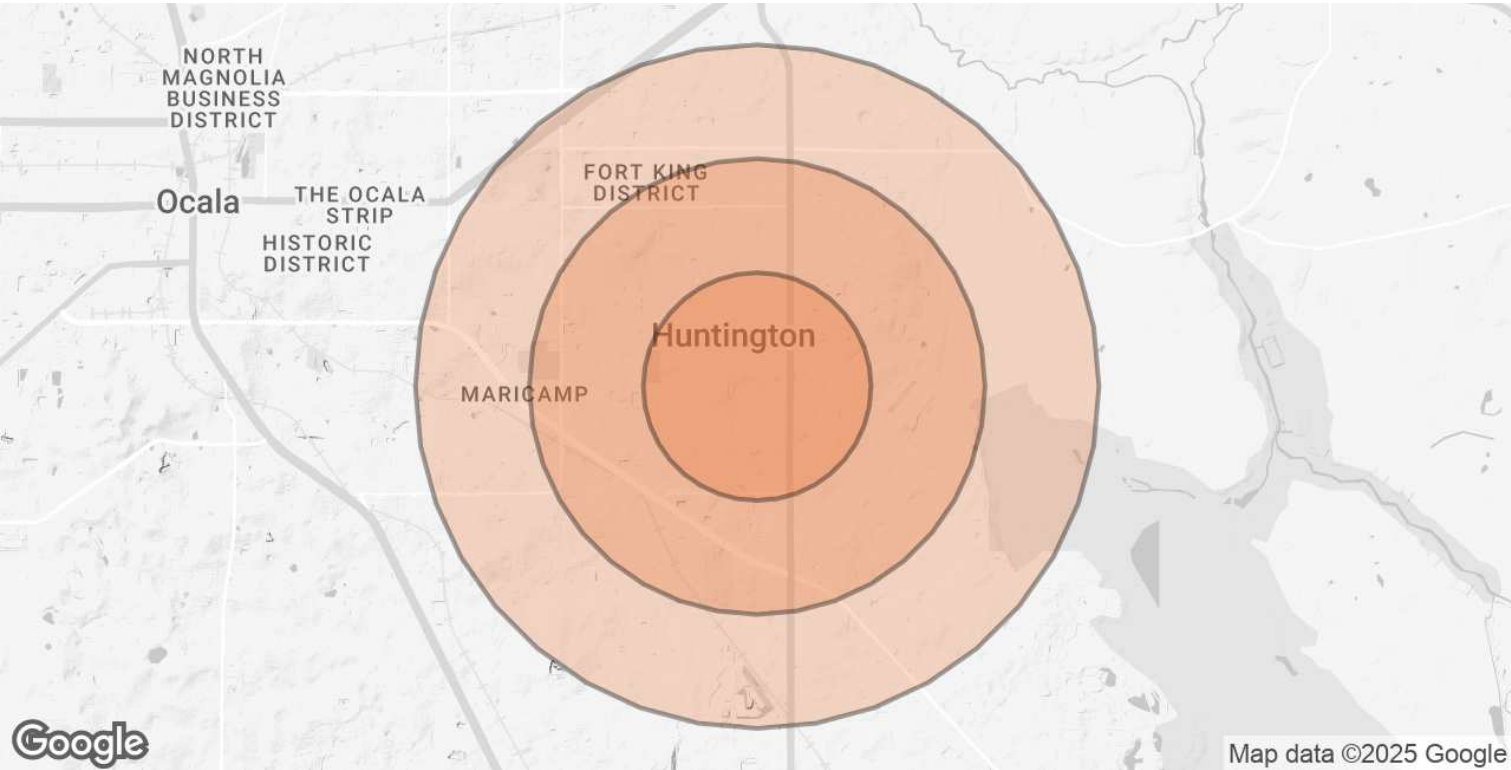 NORTH
MAGNOLIA
BUSINESS
DISTRICT
Ocala
THE OCALA
STRIP
HISTORIC
DISTRICT
FORT KING
DISTRICT
Huntington
MARICAMP
Google
Map data ©2025 Google